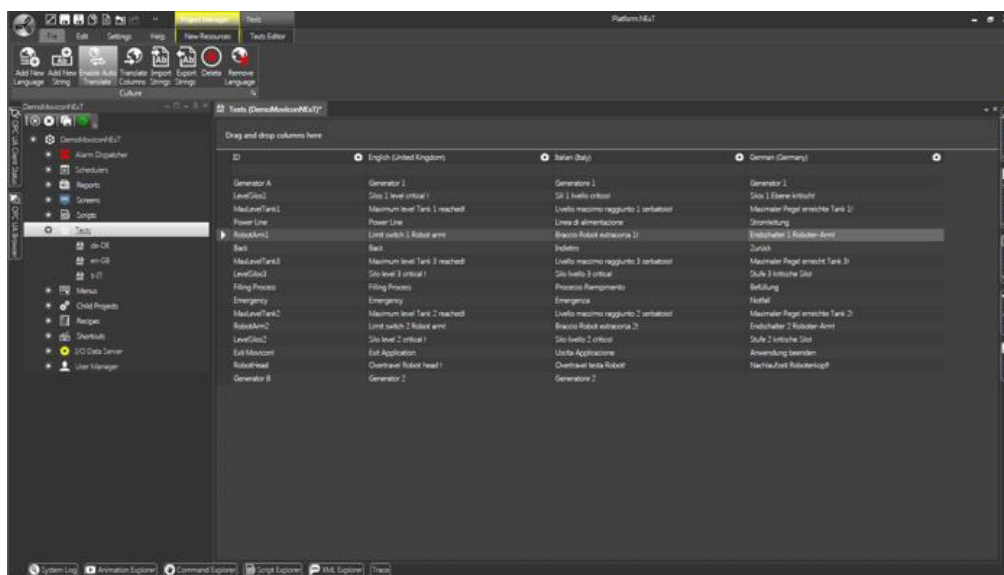 Project Manager Texts Platform.NExT
File Edit Settings Help New Resources Texts Editor
Add New Language Add New String Enable Auto Translate Translate Columns Import Strings Export Strings Delete Remove Language
Culture
DemoMoviconNExT
Texts (DemoMoviconNExT)*
OPC UA Client Status
OPC UA Browser
DemoMoviconNExT
Alarm Dispatcher
Schedulers
Reports
Screens
Scripts
Texts
de-DE
en-GB
it-IT
Menus
Child Projects
Recipes
Shortcuts
I/O Data Server
User Manager
Drag and drop columns here
ID English (United Kingdom) Italian (Italy) German (Germany)
Generator A Generator 1 Generatore 1 Generator 1
LevelSilos1 Silos 1 level critical ! Sili 1 livello critico! Silos 1 Ebene kritisch!
MaxLevelTank1 Maximum level Tank 1 reached! Livello massimo raggiunto 1 serbatoio! Maximaler Pegel erreichte Tank 1!
Power Line Power Line Linea di alimentazione Stromleitung
RobotArm1 Limit switch 1 Robot arm! Braccio Robot extracorsa 1! Endschalter 1 Roboter-Arm!
Back Back Indietro Zurück
MaxLevelTank3 Maximum level Tank 3 reached! Livello massimo raggiunto 3 serbatoio! Maximaler Pegel erreicht Tank 3!
LevelSilos3 Silo level 3 critical ! Silo livello 3 critico! Stufe 3 kritische Silo!
Filling Process Filling Process Processo Riempimento Befüllung
Emergency Emergency Emergenza Notfall
MaxLevelTank2 Maximum level Tank 2 reached! Livello massimo raggiunto 2 serbatoio! Maximaler Pegel erreichte Tank 2!
RobotArm2 Limit switch 2 Robot arm! Braccio Robot extracorsa 2! Endschalter 2 Roboter-Arm!
LevelSilos2 Silo level 2 critical ! Silo livello 2 critico! Stufe 2 kritische Silo!
Exit Movicon! Exit Application Uscita Applicazione Anwendung beenden
RobotHead Overtravel Robot head ! Overtravel testa Robot! Nachlaufzeit Roboterkopf!
Generator B Generator 2 Generatore 2
System Log Animation Explorer Command Explorer Script Explorer XML Explorer Trace